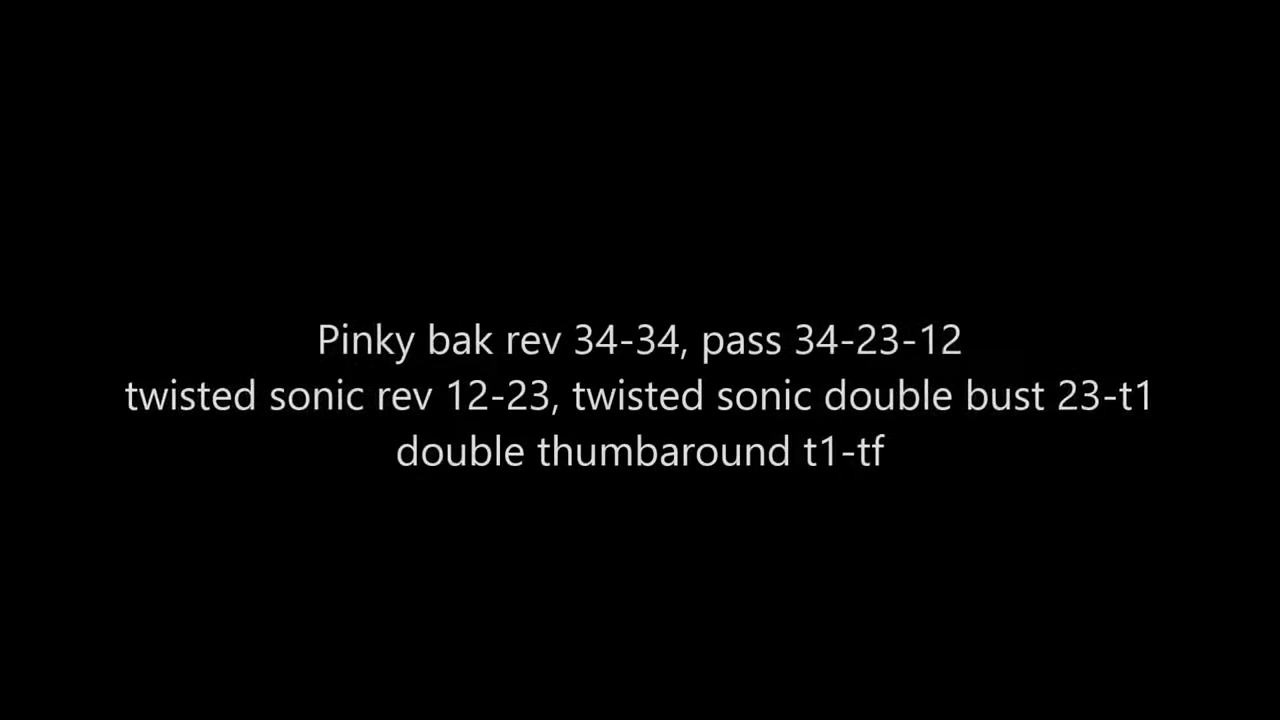 Pinky bak rev 34-34, pass 34-23-12
twisted sonic rev 12-23, twisted sonic double bust 23-t1
double thumbaround t1-tf